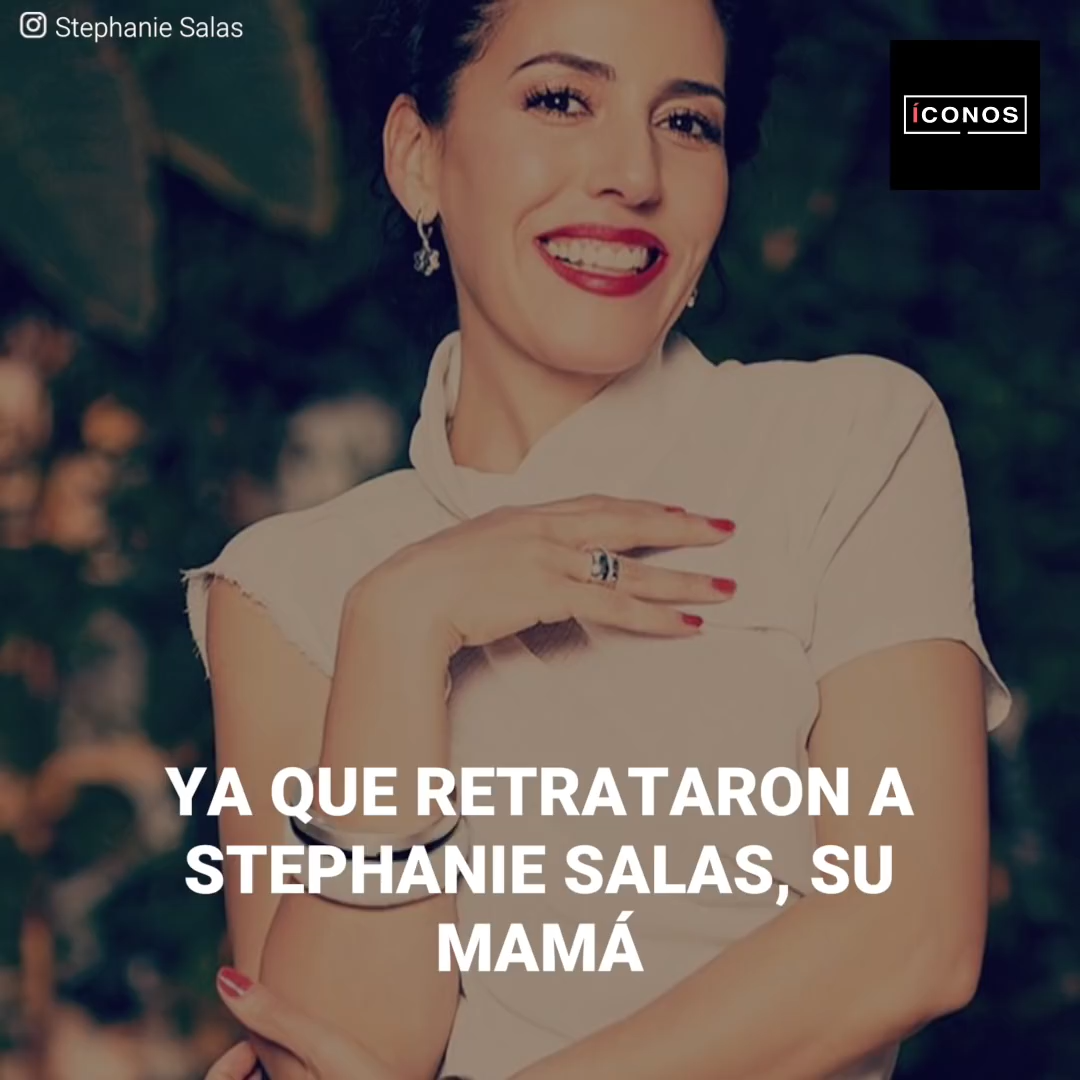 Stephanie Salas
ÍCONOS
YA QUE RETRATARON A
STEPHANIE SALAS, SU
MAMÁ